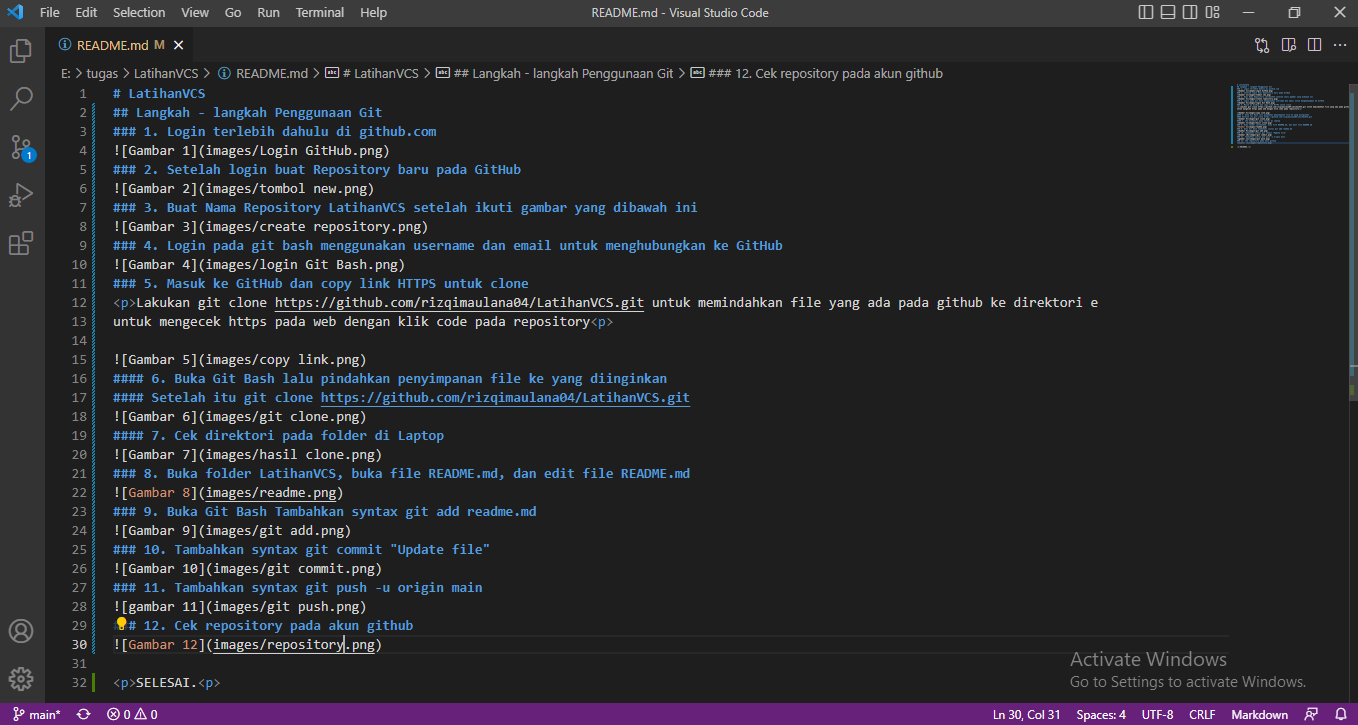 File Edit Selection View Go Run Terminal Help README.md - Visual Studio Code
README.md M
E: > tugas > LatihanVCS > README.md > # LatihanVCS > ## Langkah - langkah Penggunaan Git > ### 12. Cek repository pada akun github
1 # LatihanVCS
2 ## Langkah - langkah Penggunaan Git
3 ### 1. Login terlebih dahulu di github.com
4 ![Gambar 1](images/Login GitHub.png)
5 ### 2. Setelah login buat Repository baru pada GitHub
6 ![Gambar 2](images/tombol new.png)
7 ### 3. Buat Nama Repository LatihanVCS setelah ikuti gambar yang dibawah ini
8 ![Gambar 3](images/create repository.png)
9 ### 4. Login pada git bash menggunakan username dan email untuk menghubungkan ke GitHub
10 ![Gambar 4](images/login Git Bash.png)
11 ### 5. Masuk ke GitHub dan copy link HTTPS untuk clone
12 <p>Lakukan git clone https://github.com/rizqimaulana04/LatihanVCS.git untuk memindahkan file yang ada pada github ke direktori e
13 untuk mengecek https pada web dengan klik code pada repository<p>
14
15 ![Gambar 5](images/copy link.png)
16 #### 6. Buka Git Bash lalu pindahkan penyimpanan file ke yang diinginkan
17 #### Setelah itu git clone https://github.com/rizqimaulana04/LatihanVCS.git
18 ![Gambar 6](images/git clone.png)
19 #### 7. Cek direktori pada folder di Laptop
20 ![Gambar 7](images/hasil clone.png)
21 ### 8. Buka folder LatihanVCS, buka file README.md, dan edit file README.md
22 ![Gambar 8](images/readme.png)
23 ### 9. Buka Git Bash Tambahkan syntax git add readme.md
24 ![Gambar 9](images/git add.png)
25 ### 10. Tambahkan syntax git commit "Update file"
26 ![Gambar 10](images/git commit.png)
27 ### 11. Tambahkan syntax git push -u origin main
28 ![gambar 11](images/git push.png)
29 ### 12. Cek repository pada akun github
30 ![Gambar 12](images/repository.png)
31
32 <p>SELESAI.<p>
1
Activate Windows
Go to Settings to activate Windows.
main* 0 0 Ln 30, Col 31 Spaces: 4 UTF-8 CRLF Markdown